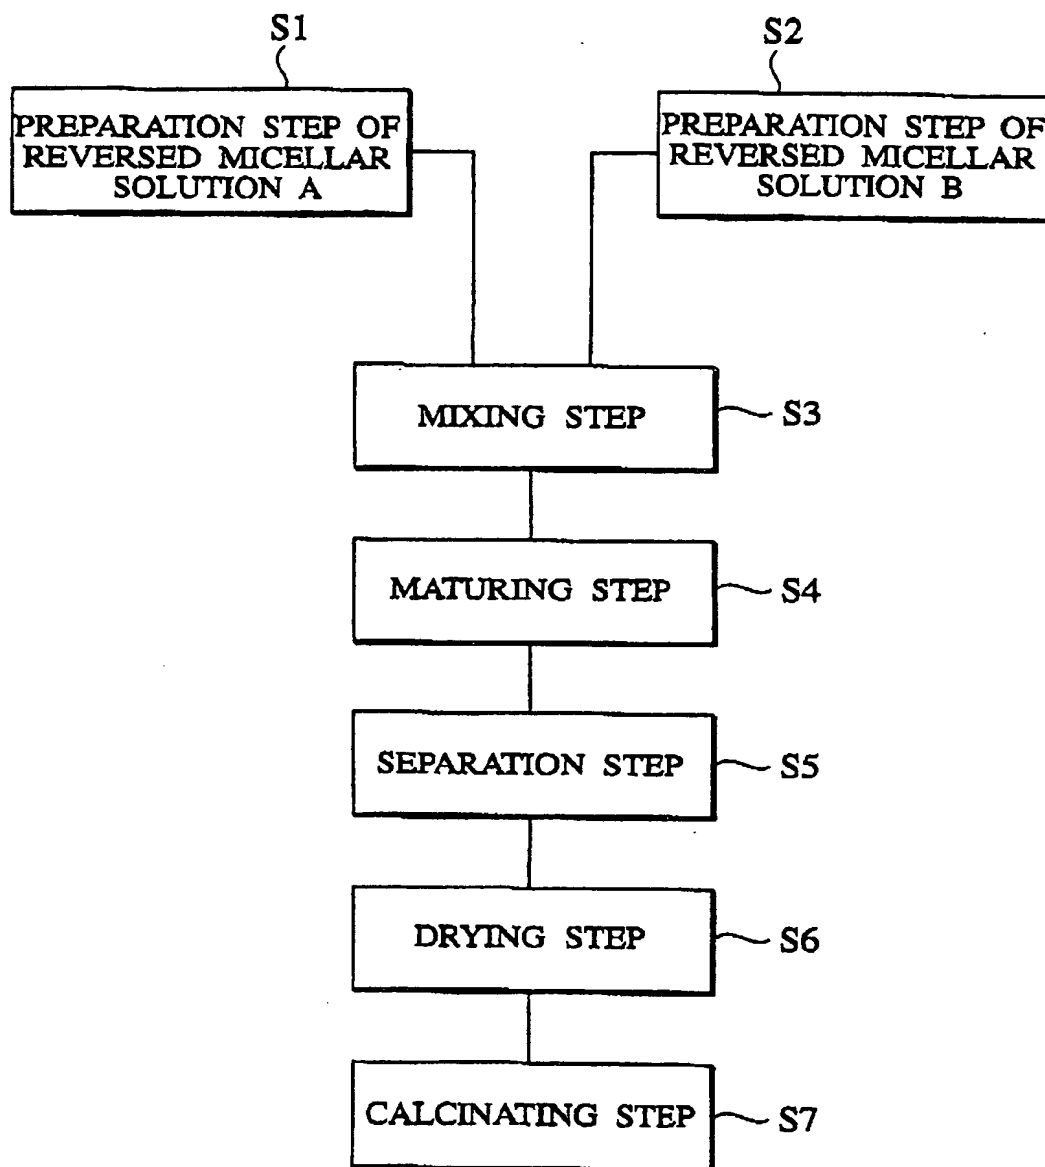 S1
S2
PREPARATION STEP OF
REVERSED MICELLAR
SOLUTION A
PREPARATION STEP OF
REVERSED MICELLAR
SOLUTION B
MIXING STEP
S3
MATURING STEP
S4
SEPARATION STEP
S5
DRYING STEP
S6
CALCINATING STEP
S7